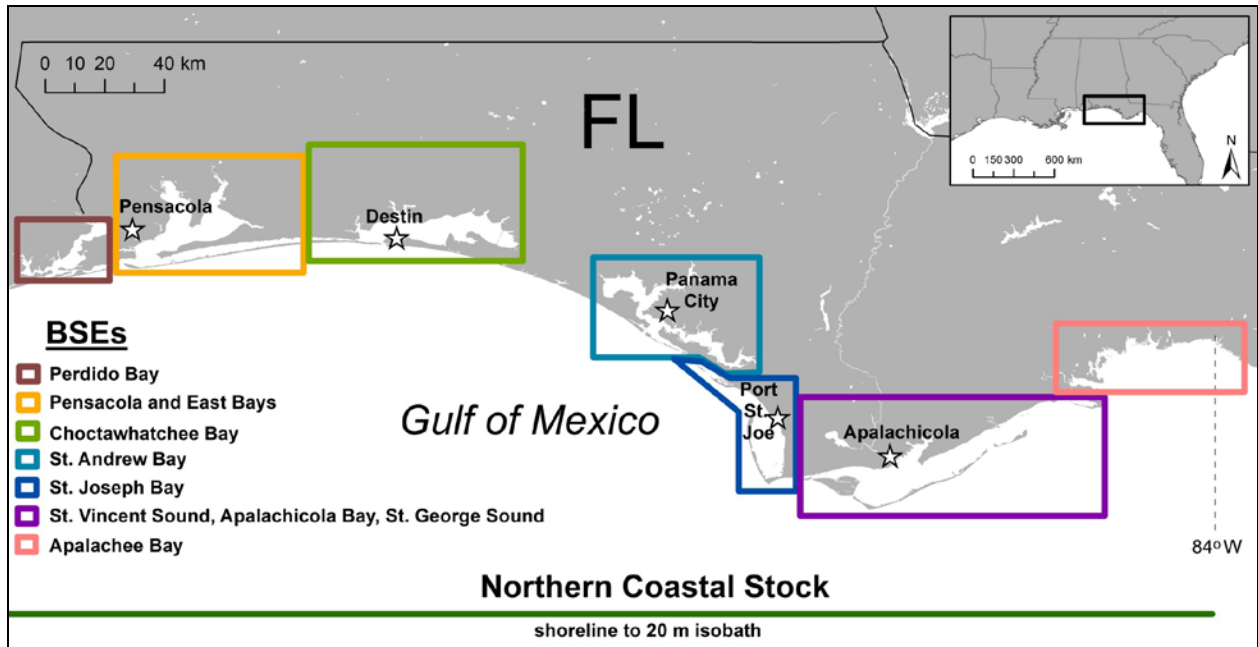 0 10 20 40 km
FL
N
0 150 300 600 km
Pensacola
Destin
Panama
City
Port
St.
Joe
Apalachicola
BSEs
Perdido Bay
Pensacola and East Bays
Choctawhatchee Bay
St. Andrew Bay
St. Joseph Bay
St. Vincent Sound, Apalachicola Bay, St. George Sound
Apalachee Bay
Gulf of Mexico
84ºW
Northern Coastal Stock
shoreline to 20 m isobath